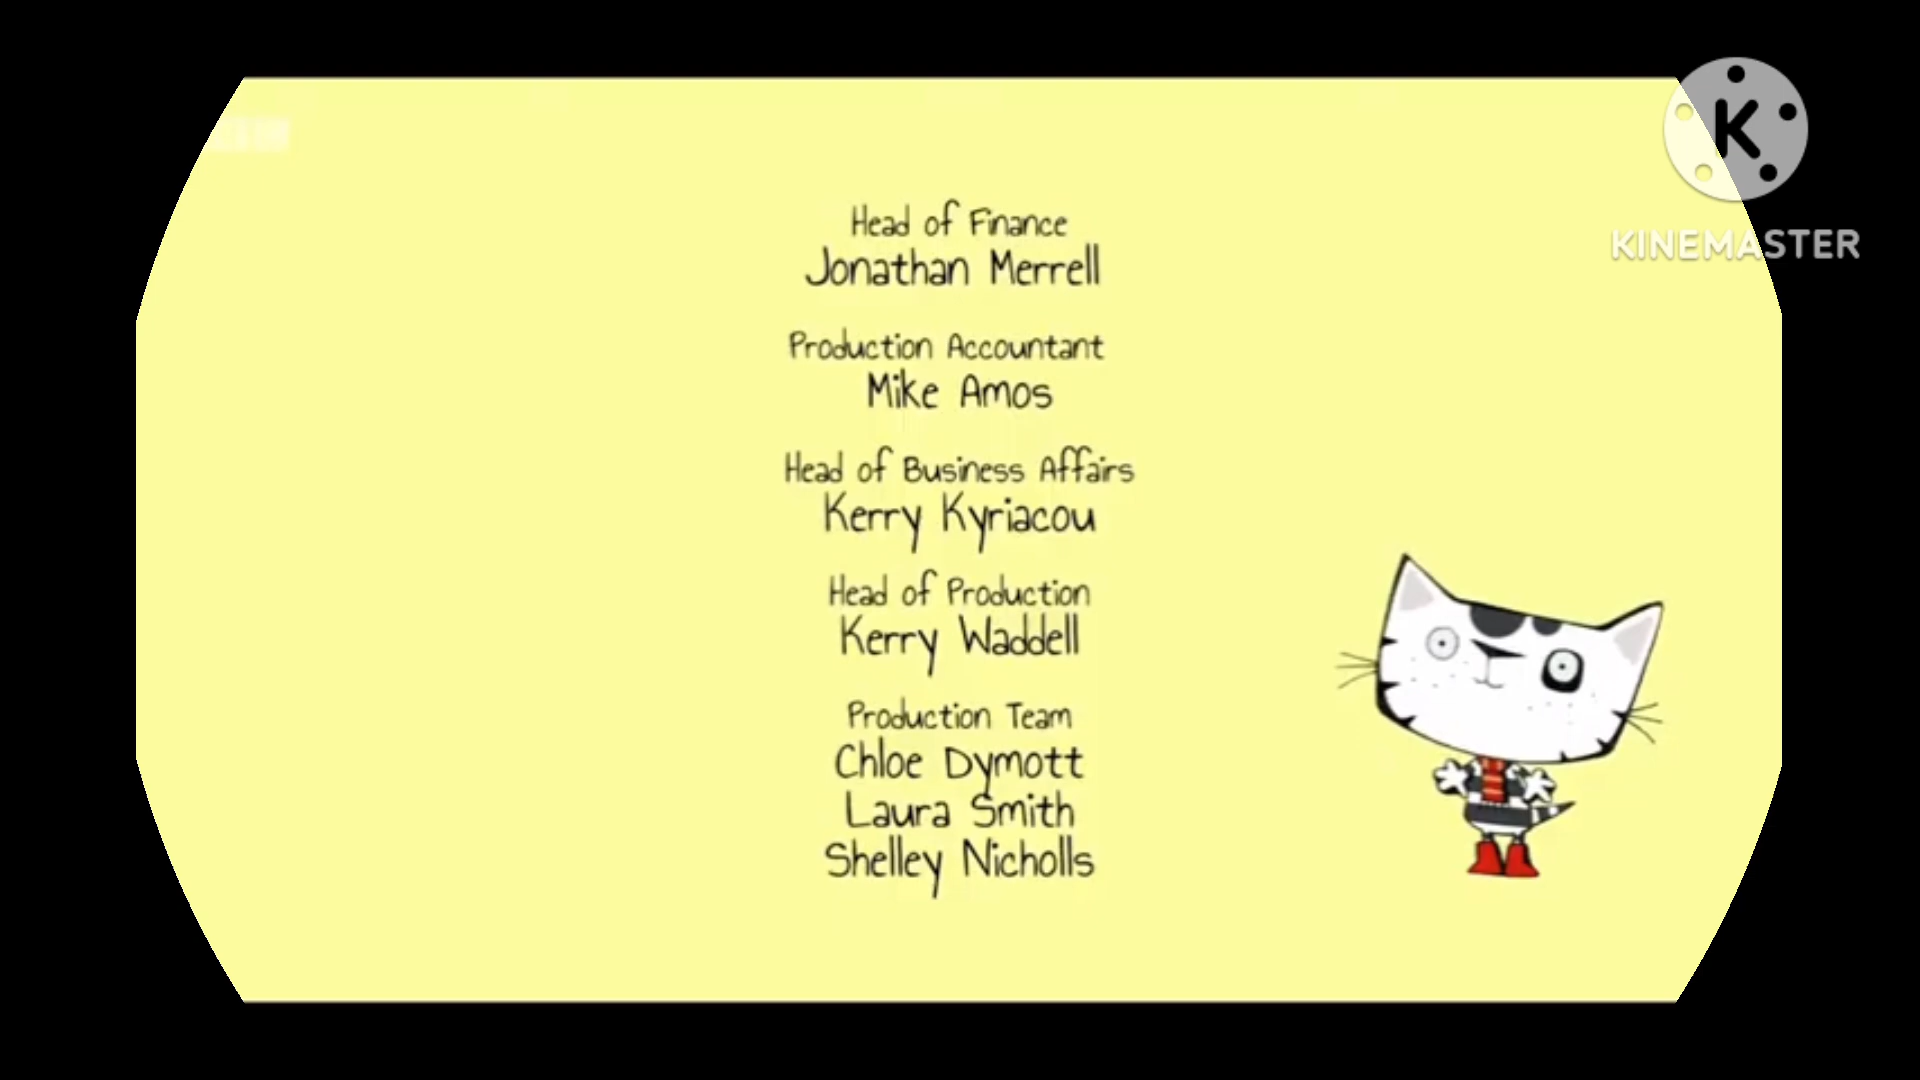 K
KINEMASTER
Head of Finance
Jonathan Merrell
Production Accountant
Mike Amos
Head of Business Affairs
Kerry Kyriacou
Head of Production
Kerry Waddell
Production Team
Chloe Dymott
Laura Smith
Shelley Nicholls